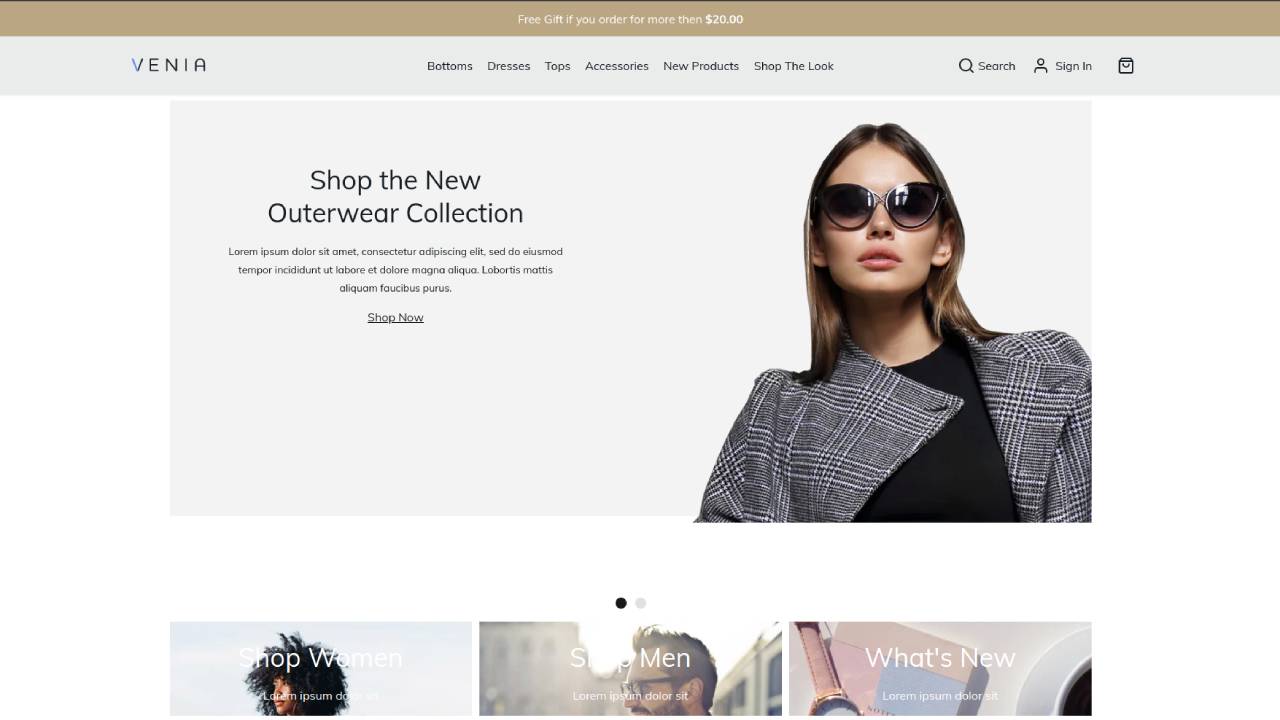 Free Gift if you order for more then $20.00
VENIA
Bottoms Dresses Tops Accessories New Products Shop The Look
Search Sign In
Shop the New
Outerwear Collection
Lorem ipsum dolor sit amet, consectetur adipiscing elit, sed do eiusmod
tempor incididunt ut labore et dolore magna aliqua. Lobortis mattis
aliquam faucibus purus.
Shop Now
Shop Women
Lorem ipsum dolor sit
Shop Men
Lorem ipsum dolor sit
What's New
Lorem ipsum dolor sit